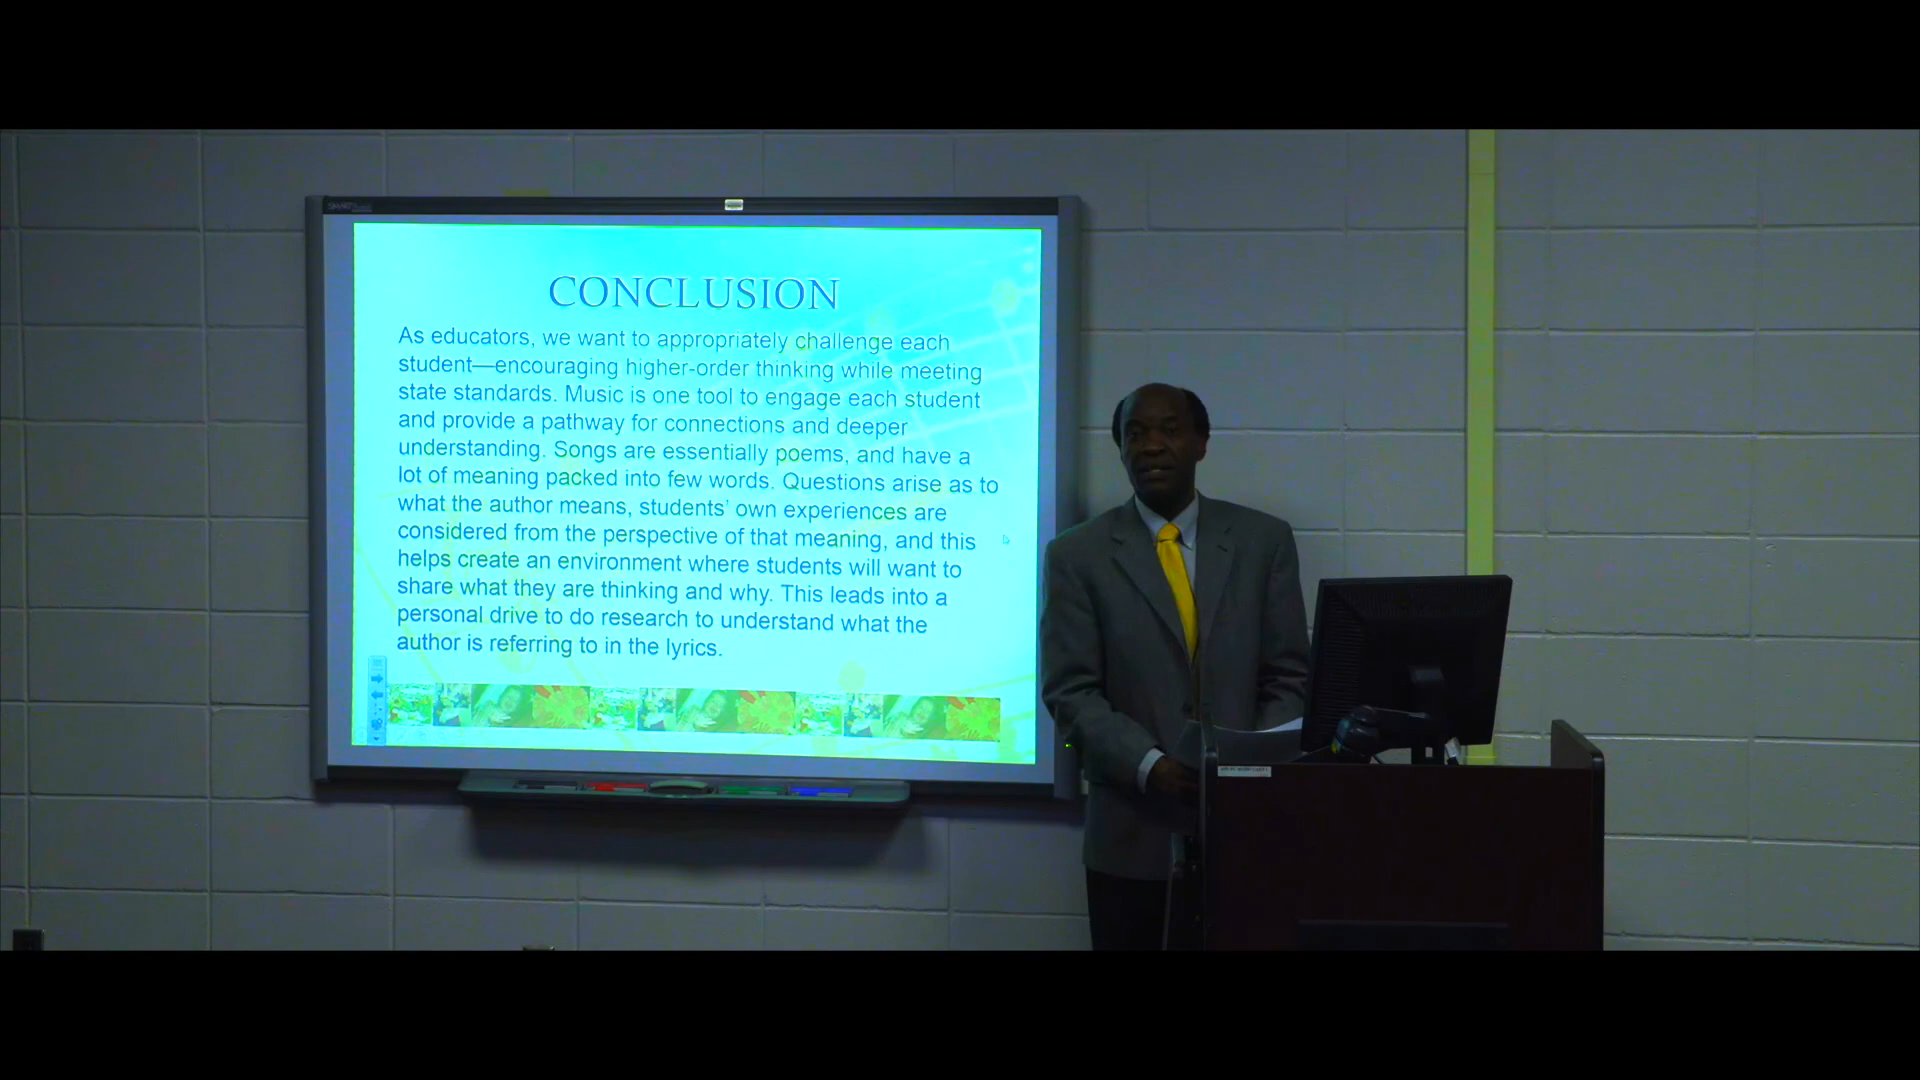 SMART
CONCLUSION
As educators, we want to appropriately challenge each
student—encouraging higher-order thinking while meeting
state standards. Music is one tool to engage each student
and provide a pathway for connections and deeper
understanding. Songs are essentially poems, and have a
lot of meaning packed into few words. Questions arise as to
what the author means, students’ own experiences are
considered from the perspective of that meaning, and this
helps create an environment where students will want to
share what they are thinking and why. This leads into a
personal drive to do research to understand what the
author is referring to in the lyrics.